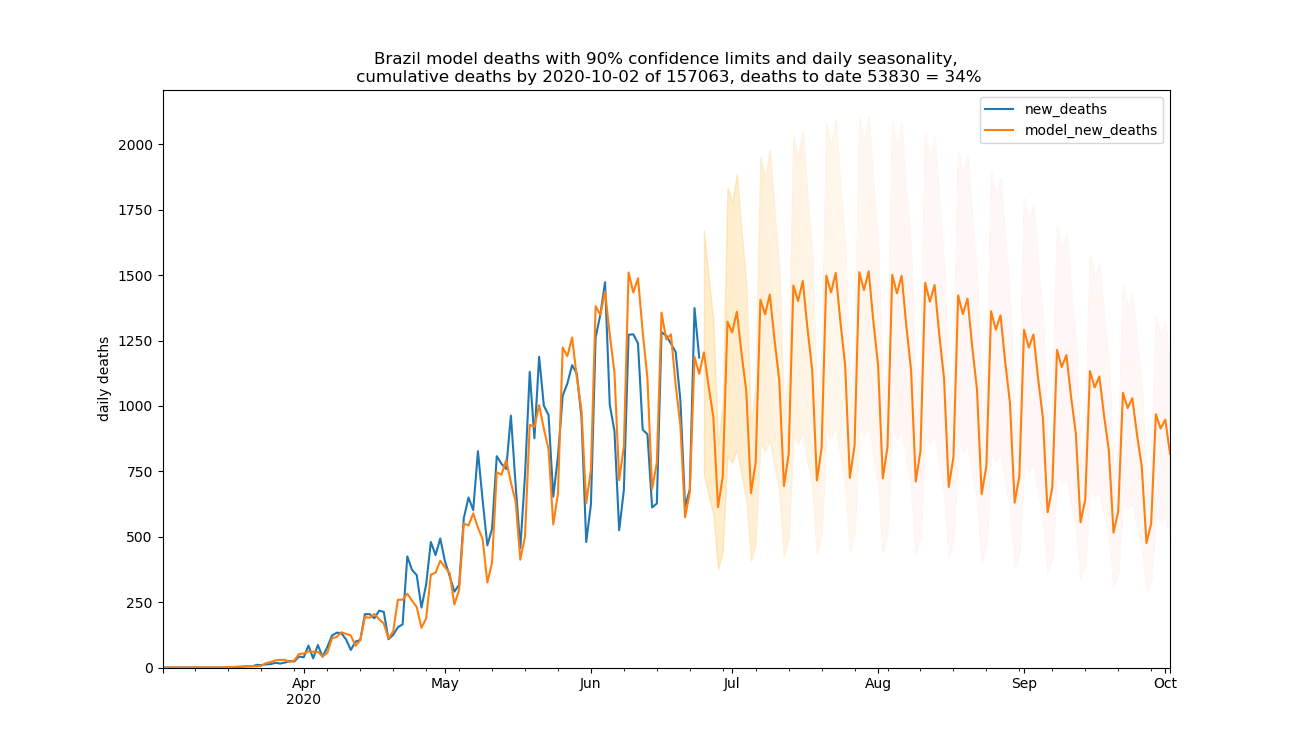 Brazil model deaths with 90% confidence limits and daily seasonality,
cumulative deaths by 2020-10-02 of 157063, deaths to date 53830 = 34%
new_deaths
model_new_deaths
daily deaths
2000
1750
1500
1250
1000
750
500
250
0
Apr
2020
May
Jun
Jul
Aug
Sep
Oct